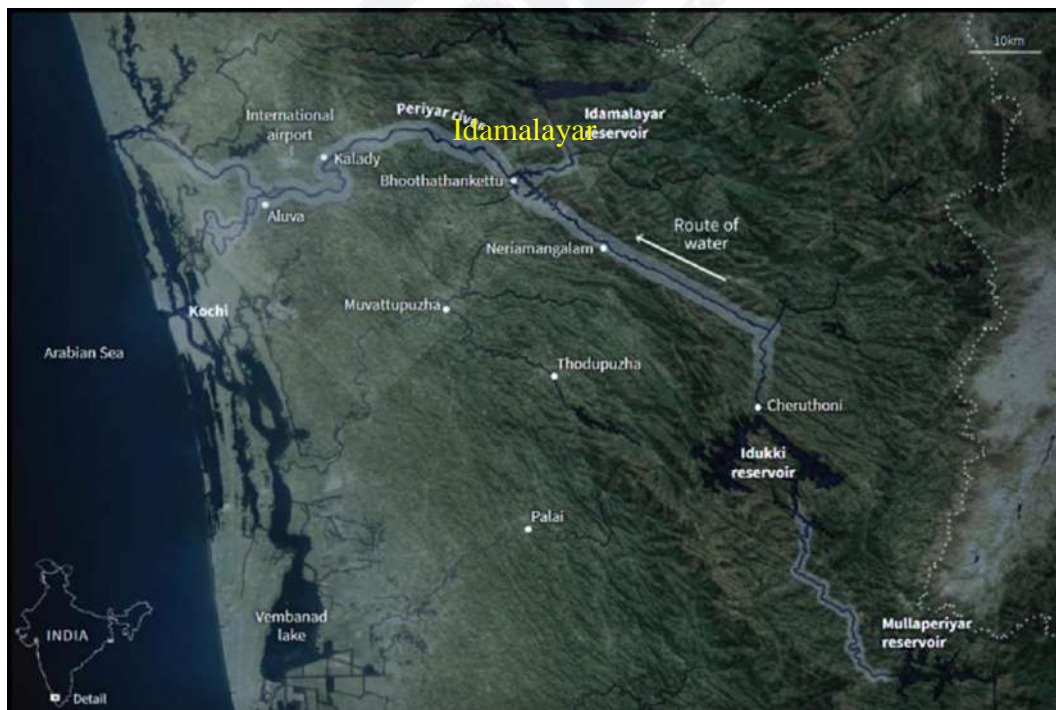 10km
International
airport
Periyar river
Idamalayar
Idamalayar
reservoir
Kalady
Bhoothathankettu
Aluva
Route of
water
Neriamangalam
Kochi
Muvattupuzha
Arabian Sea
Thodupuzha
Cheruthoni
Idukki
reservoir
Palai
Vembanad
lake
Mullaperiyar
reservoir
INDIA
Detail